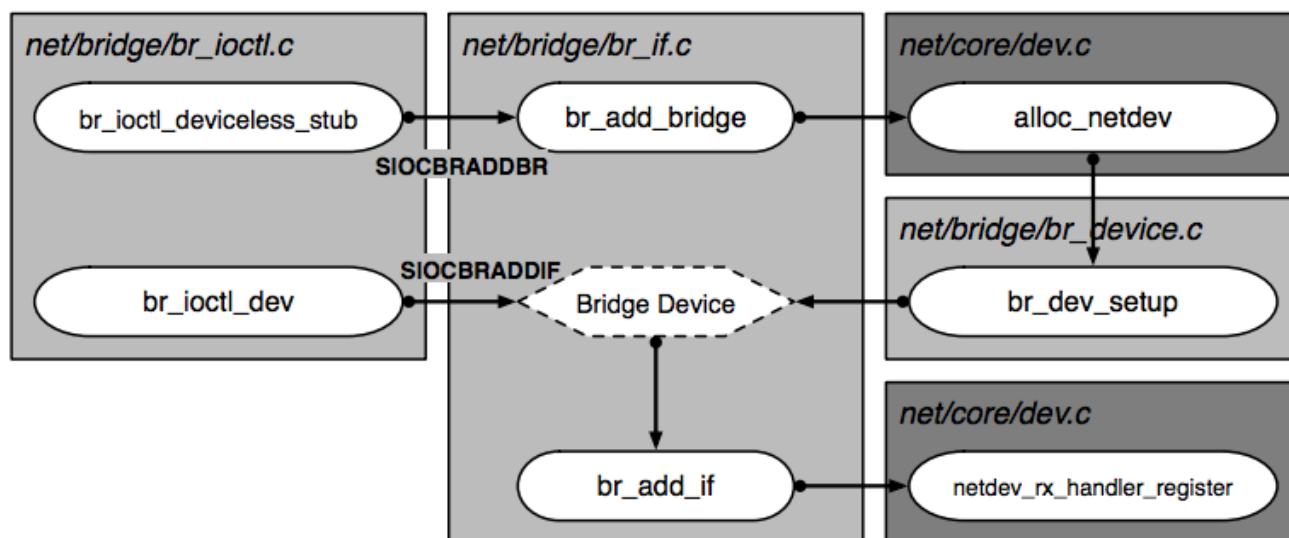 net/bridge/br_ioctl.c
net/bridge/br_if.c
net/core/dev.c
br_ioctl_deviceless_stub
br_add_bridge
alloc_netdev
SIOCBRADDBR
net/bridge/br_device.c
SIOCBRADDIF
br_ioctl_dev
Bridge Device
br_dev_setup
net/core/dev.c
br_add_if
netdev_rx_handler_register